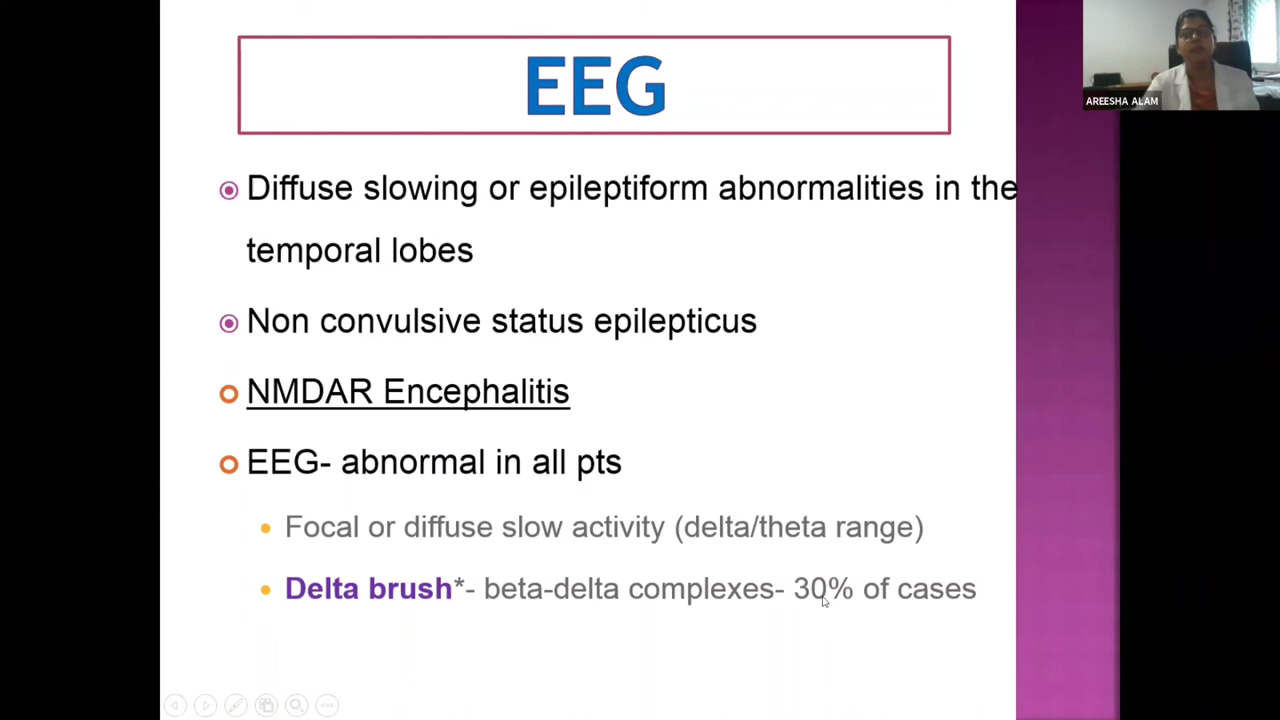 EEG
AREESHA ALAM
Diffuse slowing or epileptiform abnormalities in the
temporal lobes
Non convulsive status epilepticus
NMDAR Encephalitis
EEG- abnormal in all pts
Focal or diffuse slow activity (delta/theta range)
Delta brush*- beta-delta complexes- 30% of cases